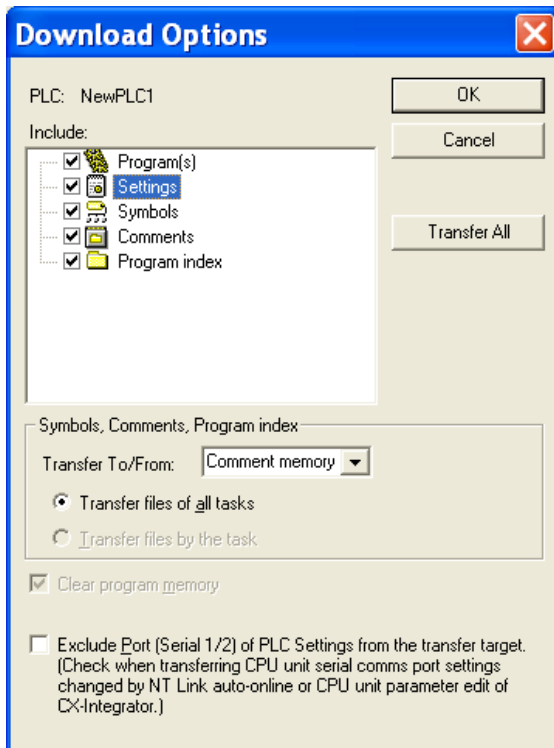 Download Options
PLC: NewPLC1
OK
Include:
Cancel
Program(s)
Settings
Symbols
Transfer All
Comments
Program index
Symbols, Comments, Program index
Transfer To/From: Comment memory
Transfer files of all tasks
Transfer files by the task
Clear program memory
Exclude Port (Serial 1/2) of PLC Settings from the transfer target.
(Check when transferring CPU unit serial comms port settings
changed by NT Link auto-online or CPU unit parameter edit of
CX-Integrator.)